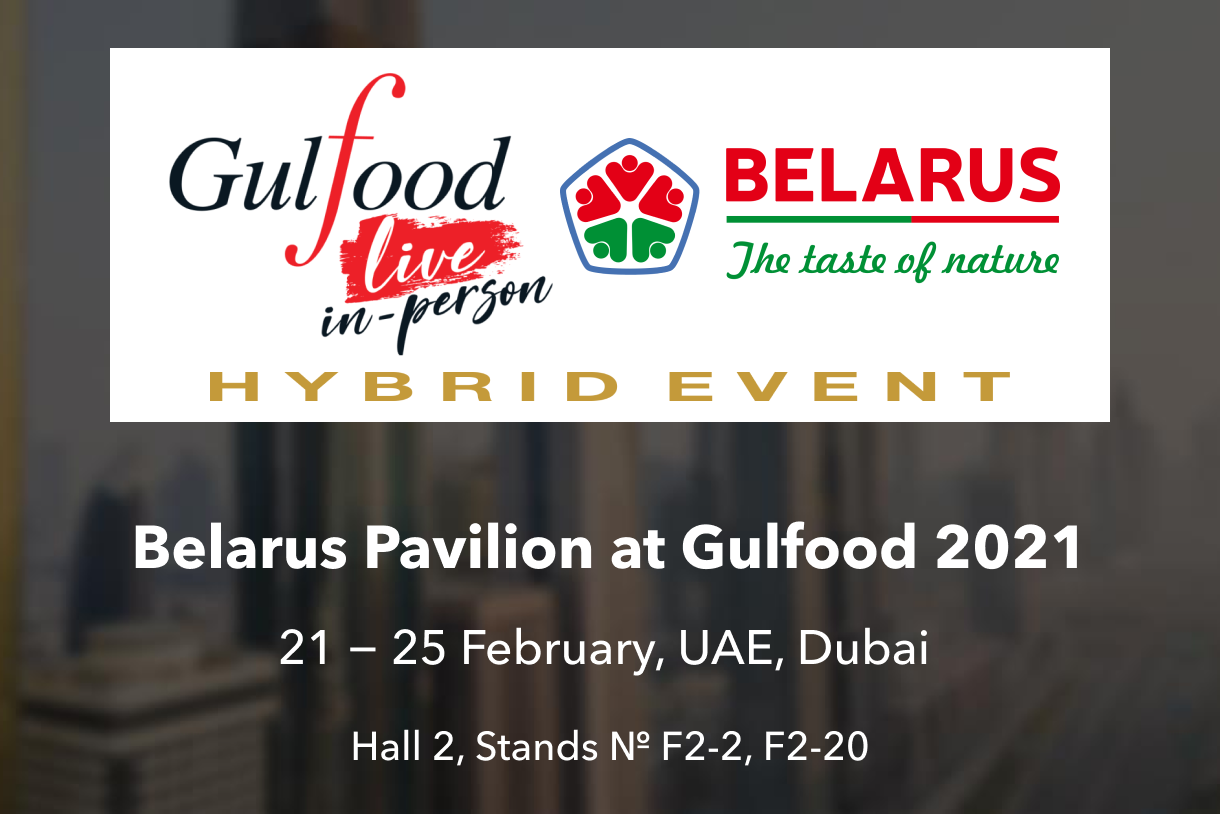 Gulfood
live
in-person
BELARUS
The taste of nature
HYBRID EVENT
Belarus Pavilion at Gulfood 2021
21 – 25 February, UAE, Dubai
Hall 2, Stands № F2-2, F2-20